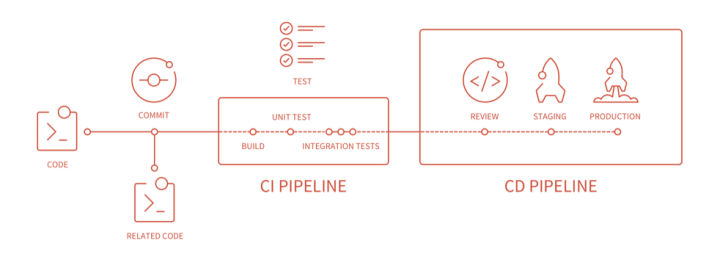 TEST
COMMIT
UNIT TEST
REVIEW
STAGING
PRODUCTION
BUILD
INTEGRATION TESTS
CODE
CI PIPELINE
CD PIPELINE
RELATED CODE